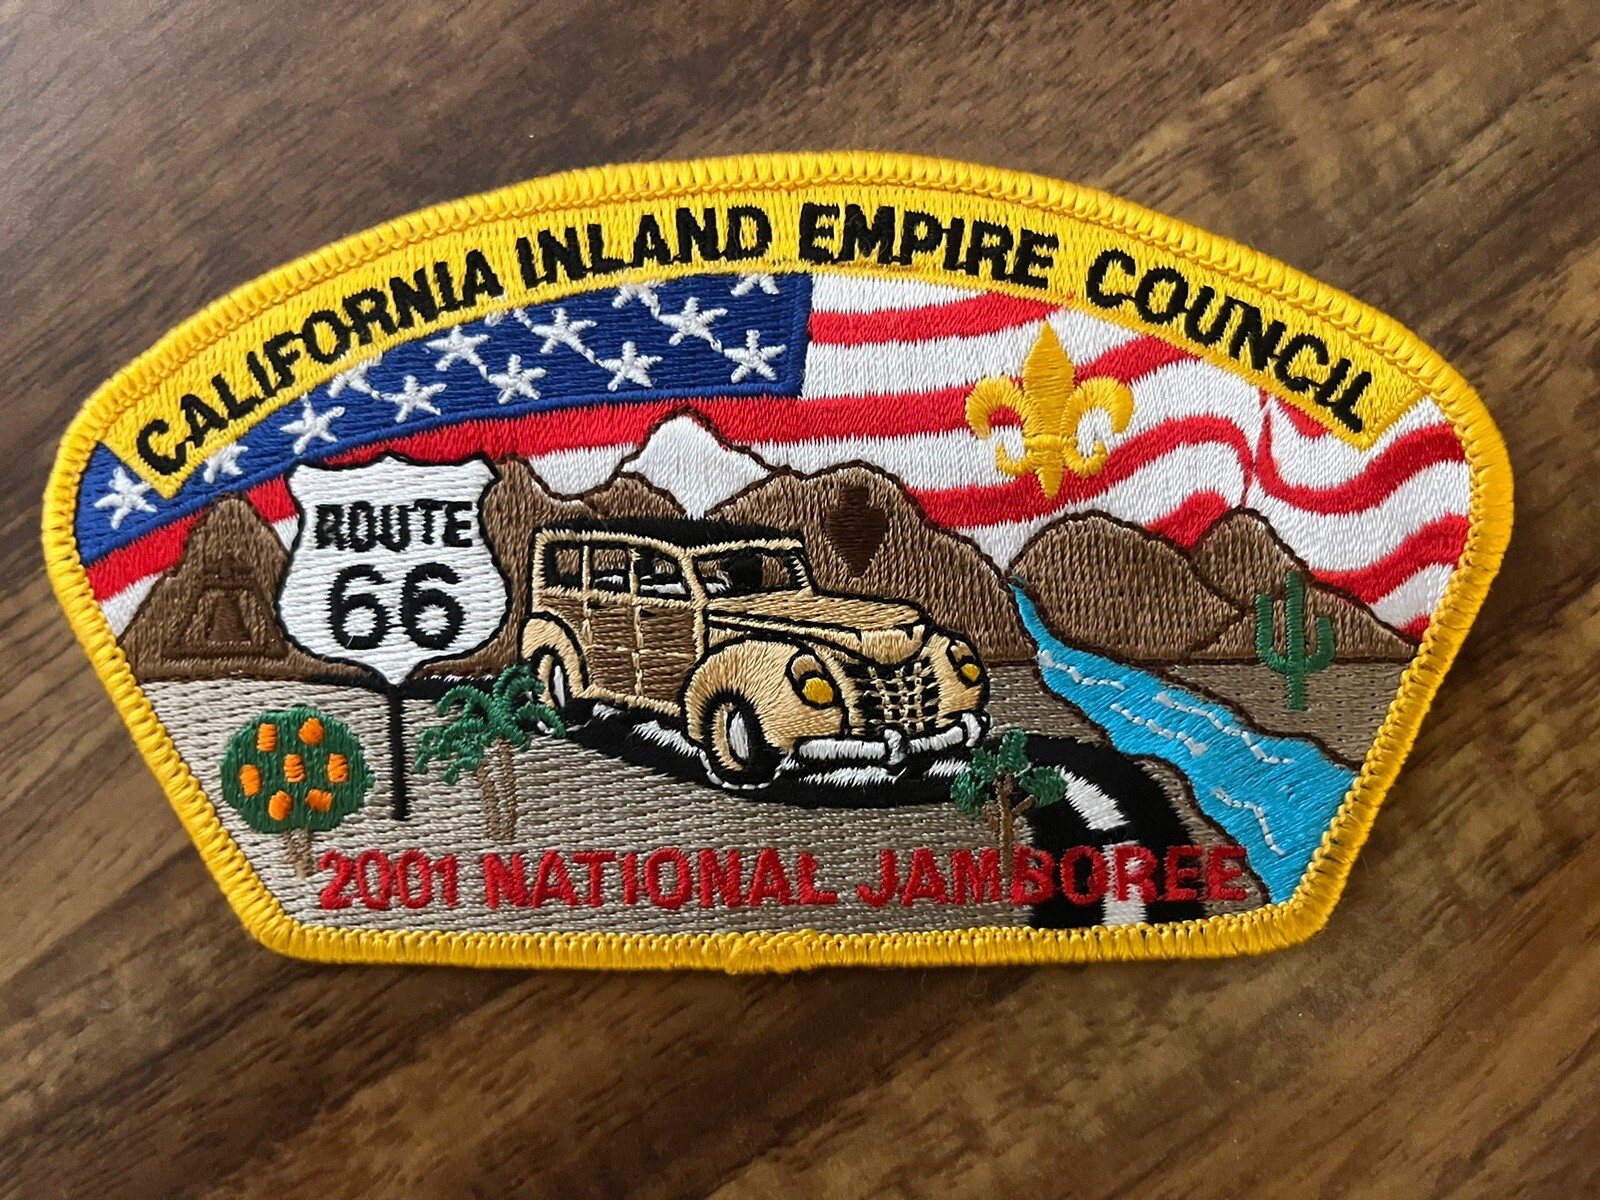 CALIFORNIA INLAND EMPIRE COUNCIL
ROUTE
66
2001 NATIONAL JAMBOREE